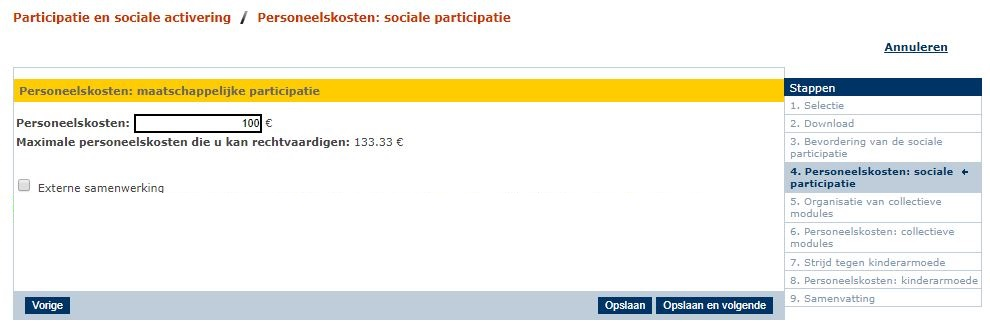 Participatie en sociale activering / Personeelskosten: sociale participatie
Annuleren
Personeelskosten: maatschappelijke participatie
Personeelskosten: 100 €
Maximale personeelskosten die u kan rechtvaardigen: 133.33 €
Externe samenwerking
Vorige
Opslaan
Opslaan en volgende
Stappen
1. Selectie
2. Download
3. Bevordering van de sociale
participatie
4. Personeelskosten: sociale ←
participatie
5. Organisatie van collectieve
modules
6. Personeelskosten: collectieve
modules
7. Strijd tegen kinderarmoede
8. Personeelskosten: kinderarmoede
9. Samenvatting